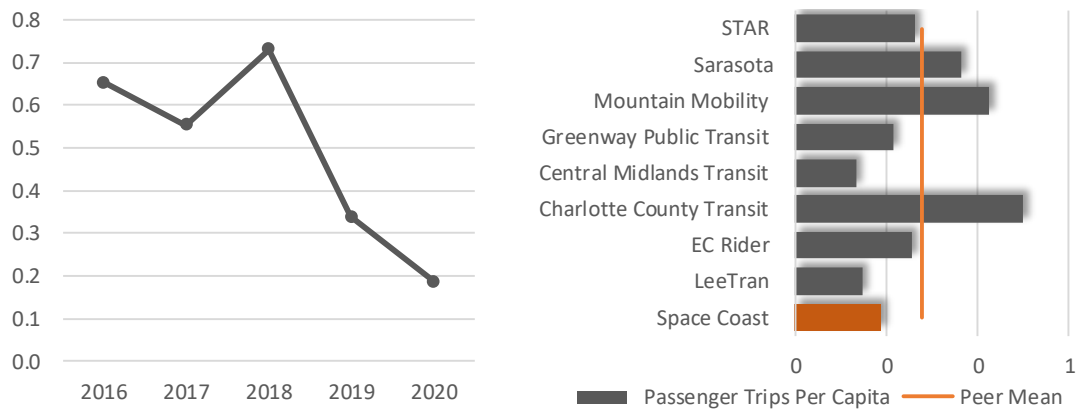 0.8
0.7
0.6
0.5
0.4
0.3
0.2
0.1
0.0
2016 2017 2018 2019 2020
STAR
Sarasota
Mountain Mobility
Greenway Public Transit
Central Midlands Transit
Charlotte County Transit
EC Rider
LeeTran
Space Coast
0 0 0 1
Passenger Trips Per Capita Peer Mean